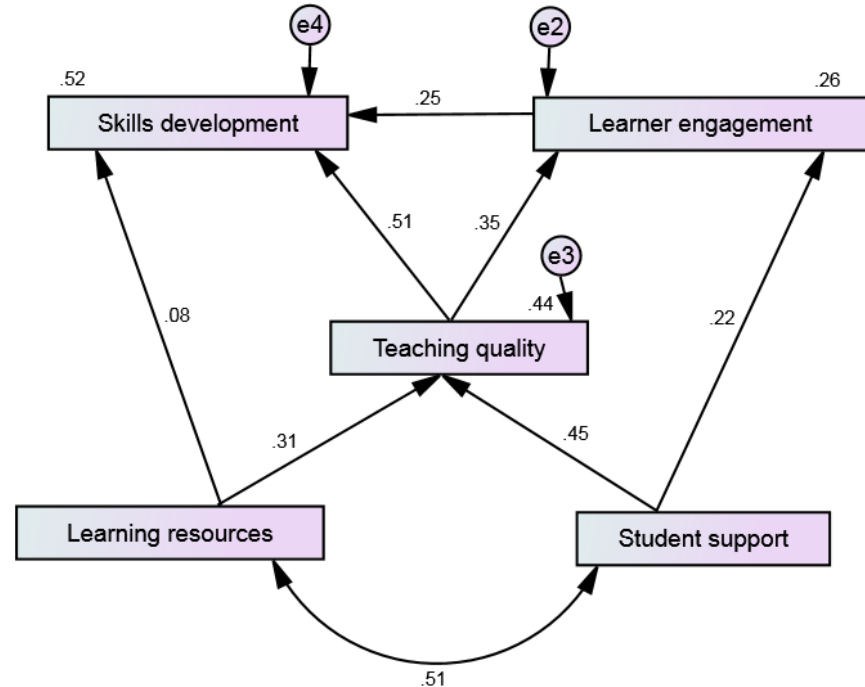 e4
e2
.52
.26
Skills development
.25
Learner engagement
.51
.35
e3
.44
Teaching quality
.08
.22
.31
.45
Learning resources
Student support
.51